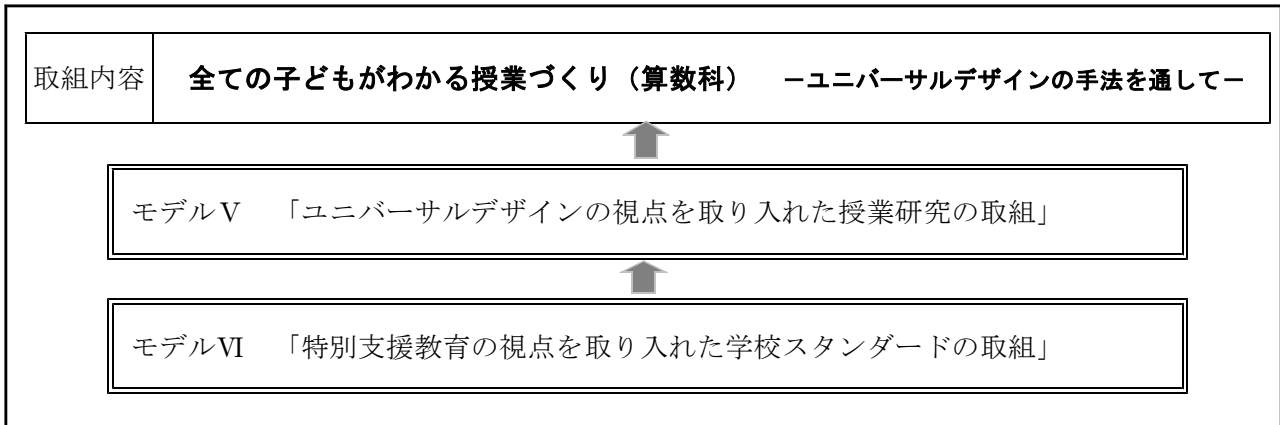 取組内容 全ての子どもがわかる授業づくり(算数科) －ユニバーサルデザインの手法を通して－
モデルⅤ 「ユニバーサルデザインの視点を取り入れた授業研究の取組」
モデルⅥ 「特別支援教育の視点を取り入れた学校スタンダードの取組」